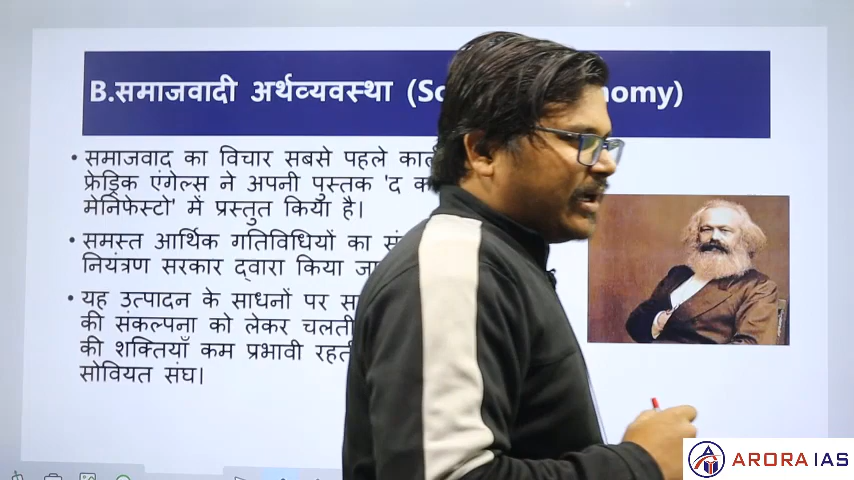 B.समाजवादी अर्थव्यवस्था (So nomy)
• समाजवाद का विचार सबसे पहले कार्ल
फ्रेड्रिक एंगेल्स ने अपनी पुस्तक 'द क
मेनिफेस्टो' में प्रस्तुत किया है।
• समस्त आर्थिक गतिविधियों का सं
नियंत्रण सरकार द्वारा किया जा
• यह उत्पादन के साधनों पर सा
की संकल्पना को लेकर चलती
की शक्तियाँ कम प्रभावी रहती
सोवियत संघ।
ARORA IAS